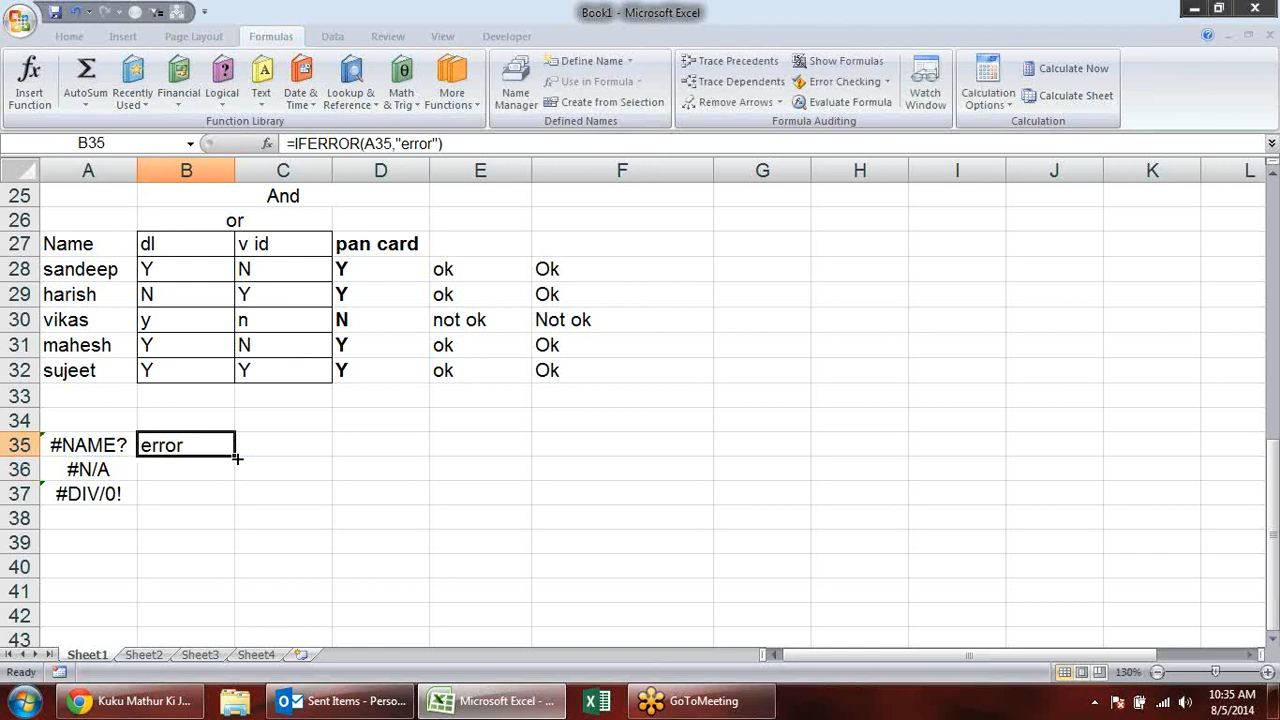 Book1 - Microsoft Excel
Home Insert Page Layout Formulas Data Review View Developer
Insert Function
AutoSum
Recently Used
Financial
Logical
Text
Date & Time
Lookup & Reference
Math & Trig
More Functions
Function Library
Name Manager
Define Name
Use in Formula
Create from Selection
Defined Names
Trace Precedents
Trace Dependents
Remove Arrows
Show Formulas
Error Checking
Evaluate Formula
Formula Auditing
Watch Window
Calculation Options
Calculate Now
Calculate Sheet
Calculation
B35 fx =IFERROR(A35,"error")
A B C D E F G H I J K L
25 And
26 or
27 Name dl v id pan card
28 sandeep Y N Y ok Ok
29 harish N Y Y ok Ok
30 vikas y n N not ok Not ok
31 mahesh Y N Y ok Ok
32 sujeet Y Y Y ok Ok
33
34
35 #NAME? error
36 #N/A
37 #DIV/0!
38
39
40
41
42
43
Sheet1 Sheet2 Sheet3 Sheet4
Ready 130%
Kuku Mathur Ki J... Sent Items - Perso... Microsoft Excel - ... GoToMeeting 10:35 AM
8/5/2014